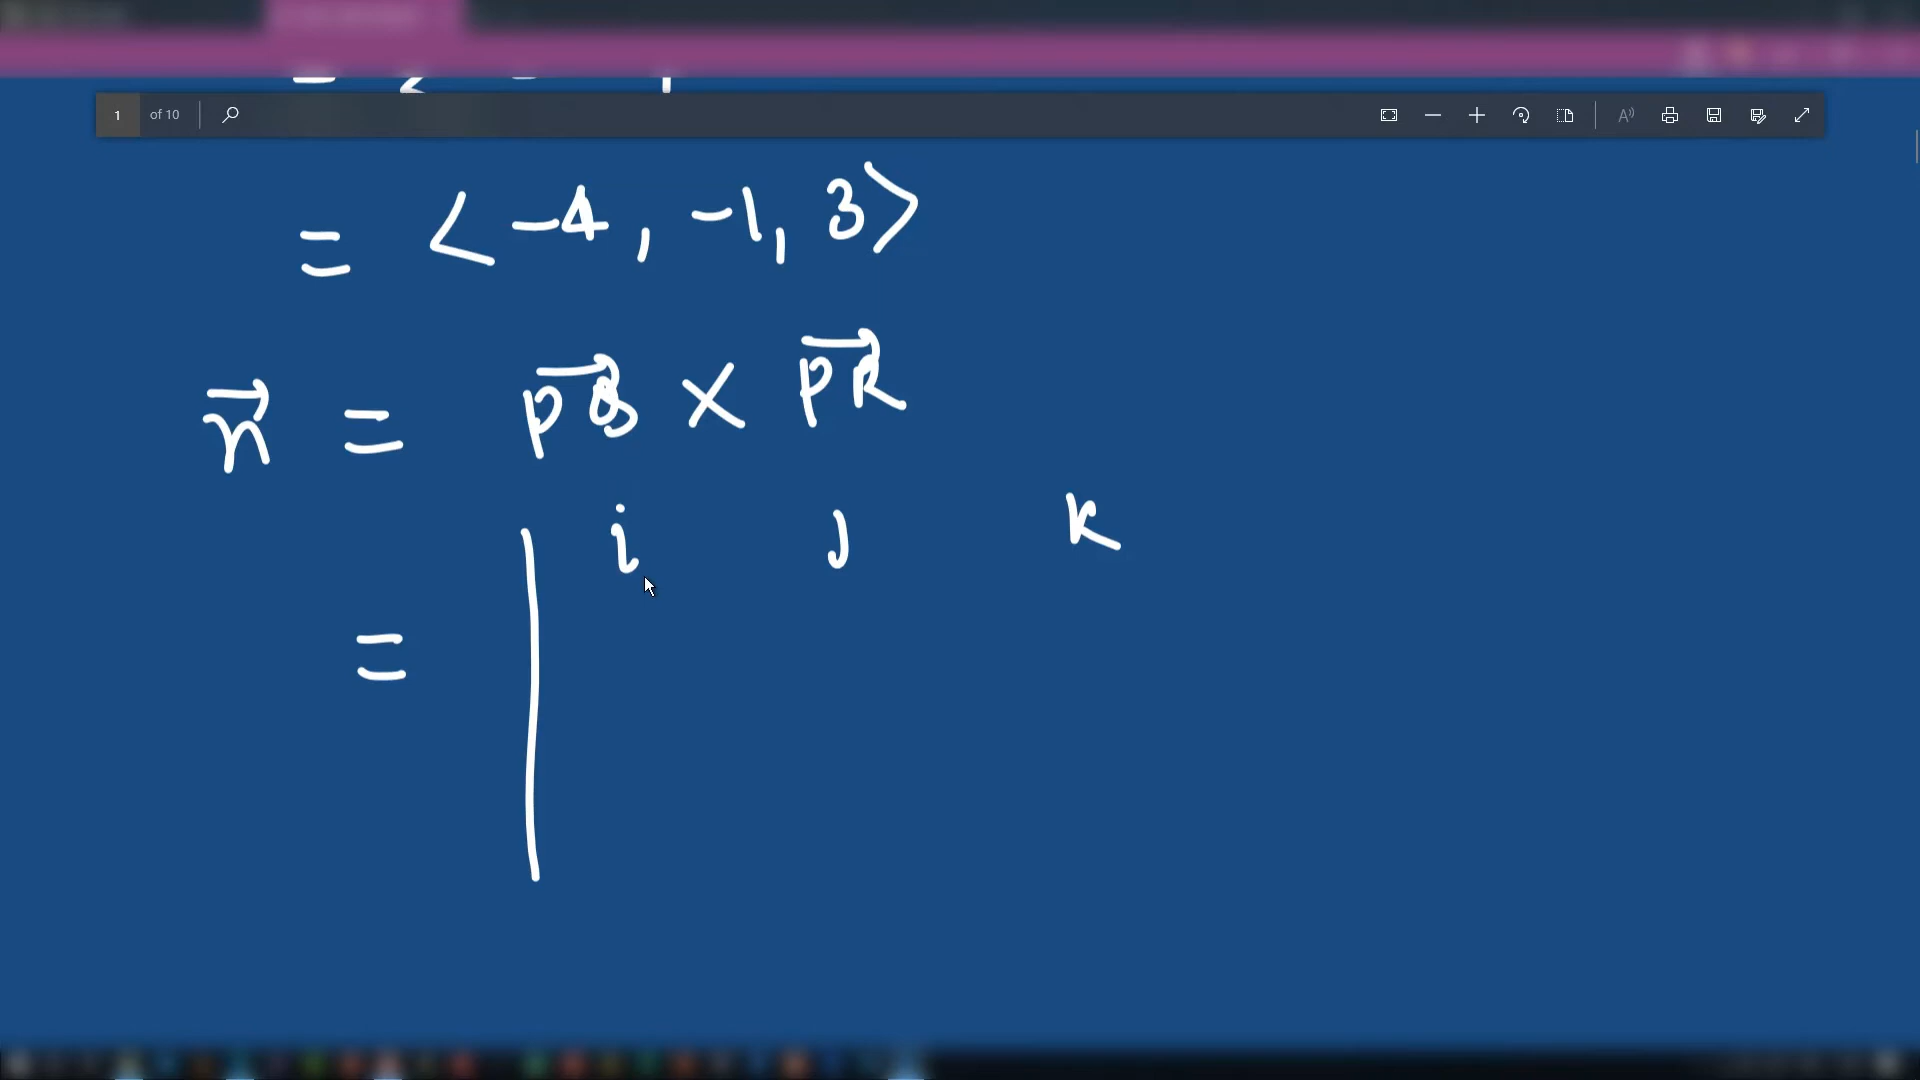 1 of 10
= < -4, -1, 3 >
n⃗ = PQ⃗ × PR⃗
i j k
=